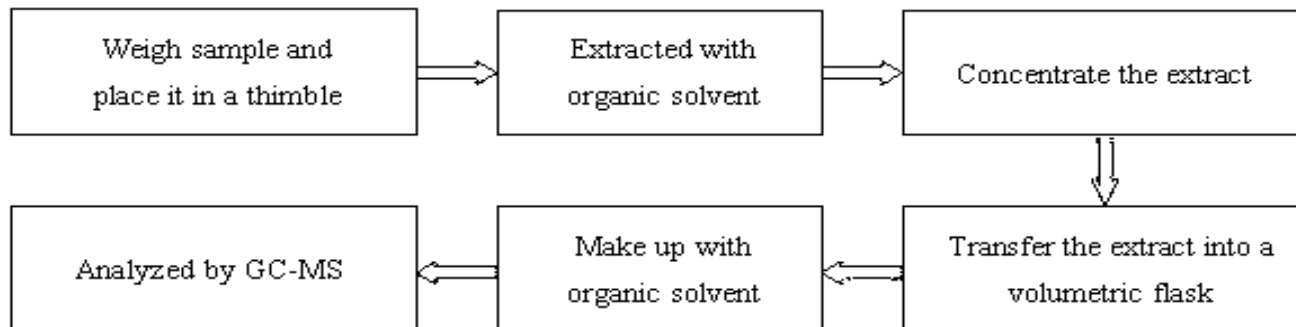 Weigh sample and
place it in a thimble
Extracted with
organic solvent
Concentrate the extract
Transfer the extract into a
volumetric flask
Make up with
organic solvent
Analyzed by GC-MS